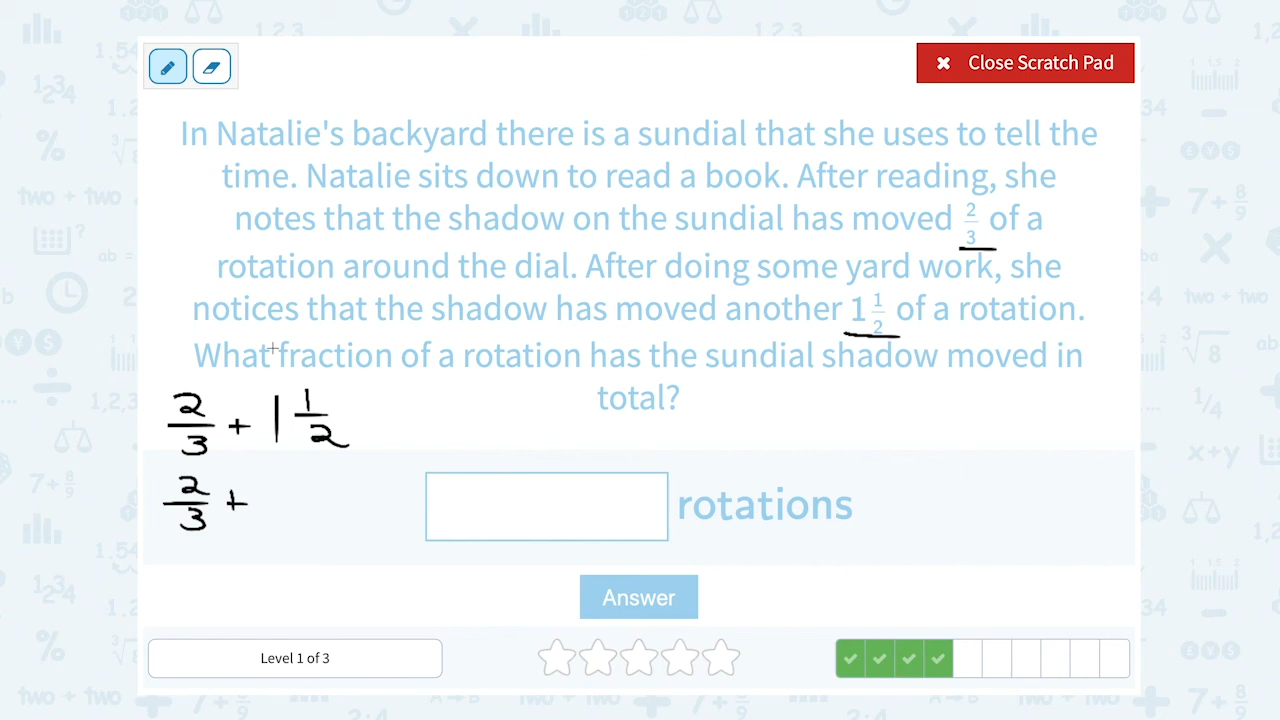 Close Scratch Pad
In Natalie's backyard there is a sundial that she uses to tell the
time. Natalie sits down to read a book. After reading, she
notes that the shadow on the sundial has moved 2/3 of a
rotation around the dial. After doing some yard work, she
notices that the shadow has moved another 1 1/2 of a rotation.
What fraction of a rotation has the sundial shadow moved in
total?
2/3 + 1 1/2
2/3 +
rotations
Answer
Level 1 of 3